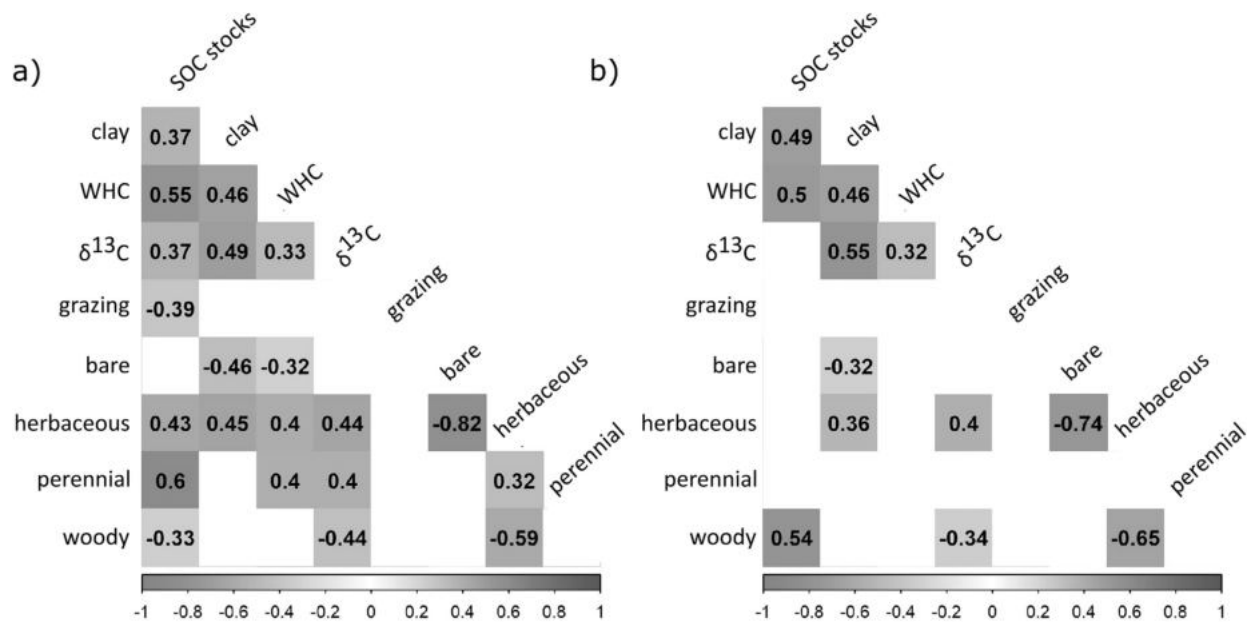 a)
SOC stocks
clay 0.37 clay
WHC 0.55 0.46 WHC
δ¹³C 0.37 0.49 0.33 δ¹³C
grazing -0.39 grazing
bare -0.46 -0.32 bare
herbaceous 0.43 0.45 0.4 0.44 -0.82 herbaceous
perennial 0.6 0.4 0.4 0.32 perennial
woody -0.33 -0.44 -0.59
-1 -0.8 -0.6 -0.4 -0.2 0 0.2 0.4 0.6 0.8 1
b)
SOC stocks
clay 0.49 clay
WHC 0.5 0.46 WHC
δ¹³C 0.55 0.32 δ¹³C
grazing grazing
bare -0.32 bare
herbaceous 0.36 0.4 -0.74 herbaceous
perennial perennial
woody 0.54 -0.34 -0.65
-1 -0.8 -0.6 -0.4 -0.2 0 0.2 0.4 0.6 0.8 1